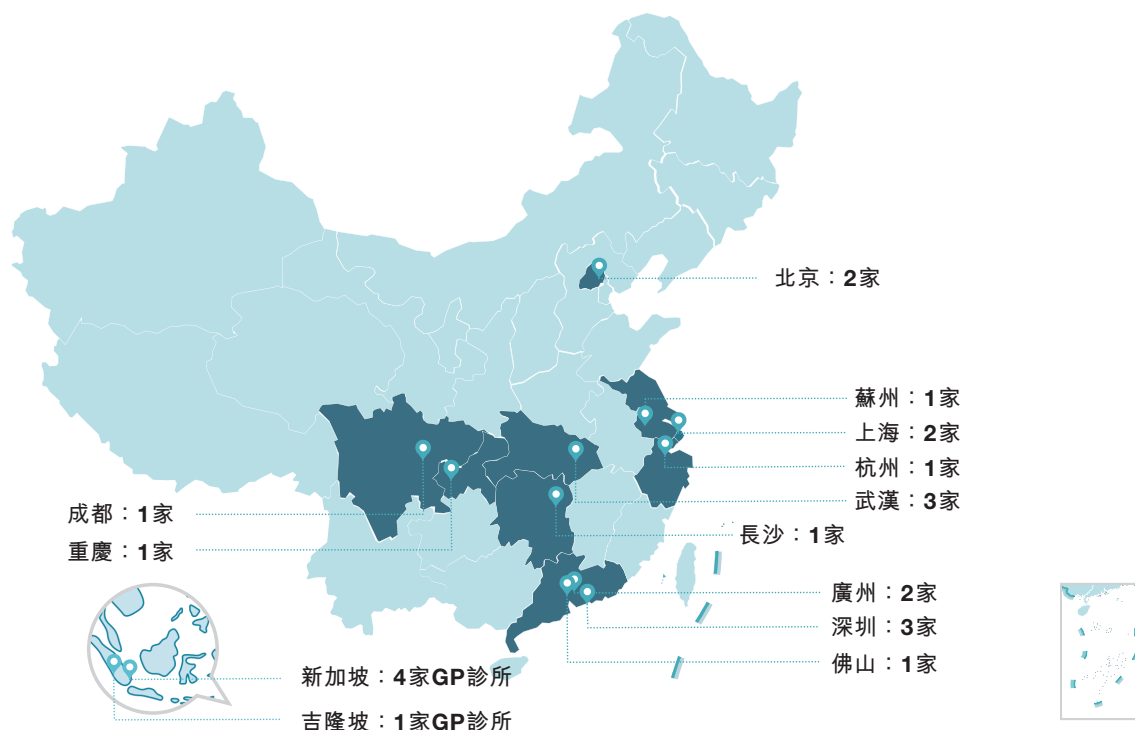 北京：2家
蘇州：1家
上海：2家
杭州：1家
武漢：3家
成都：1家
長沙：1家
重慶：1家
廣州：2家
深圳：3家
佛山：1家
新加坡：4家GP診所
吉隆坡：1家GP診所